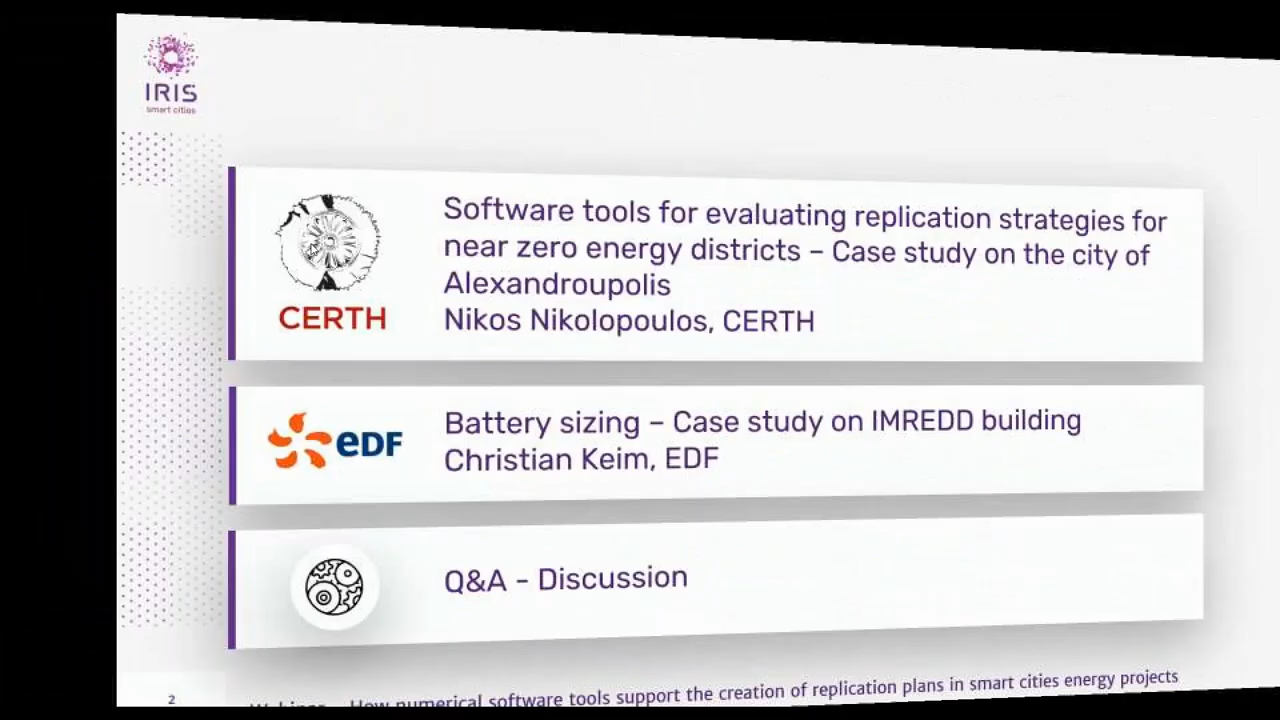 IRIS
smart cities
Software tools for evaluating replication strategies for
near zero energy districts – Case study on the city of
Alexandroupolis
Nikos Nikolopoulos, CERTH
CERTH
Battery sizing – Case study on IMREDD building
Christian Keim, EDF
eDF
Q&A - Discussion
2
Webinar – How numerical software tools support the creation of replication plans in smart cities energy projects